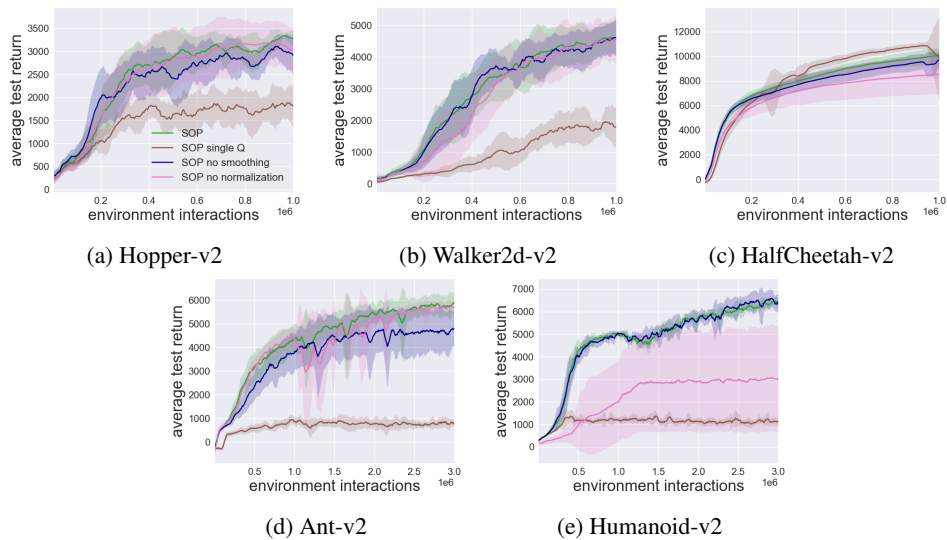 3500
3000
2500
2000
1500
1000
500
0
average test return
SOP
SOP single Q
SOP no smoothing
SOP no normalization
0.2 0.4 0.6 0.8 1.0
environment interactions 1e6
(a) Hopper-v2
5000
4000
3000
2000
1000
0
average test return
0.2 0.4 0.6 0.8 1.0
environment interactions 1e6
(b) Walker2d-v2
12000
10000
8000
6000
4000
2000
0
average test return
0.2 0.4 0.6 0.8 1.0
environment interactions 1e6
(c) HalfCheetah-v2
6000
5000
4000
3000
2000
1000
0
average test return
0.5 1.0 1.5 2.0 2.5 3.0
environment interactions 1e6
(d) Ant-v2
7000
6000
5000
4000
3000
2000
1000
0
average test return
0.5 1.0 1.5 2.0 2.5 3.0
environment interactions 1e6
(e) Humanoid-v2